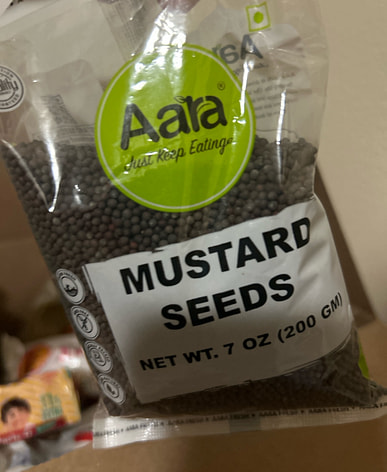 Aara®
Just Keep Eating...
MUSTARD
SEEDS
NET WT. 7 OZ (200 GM)